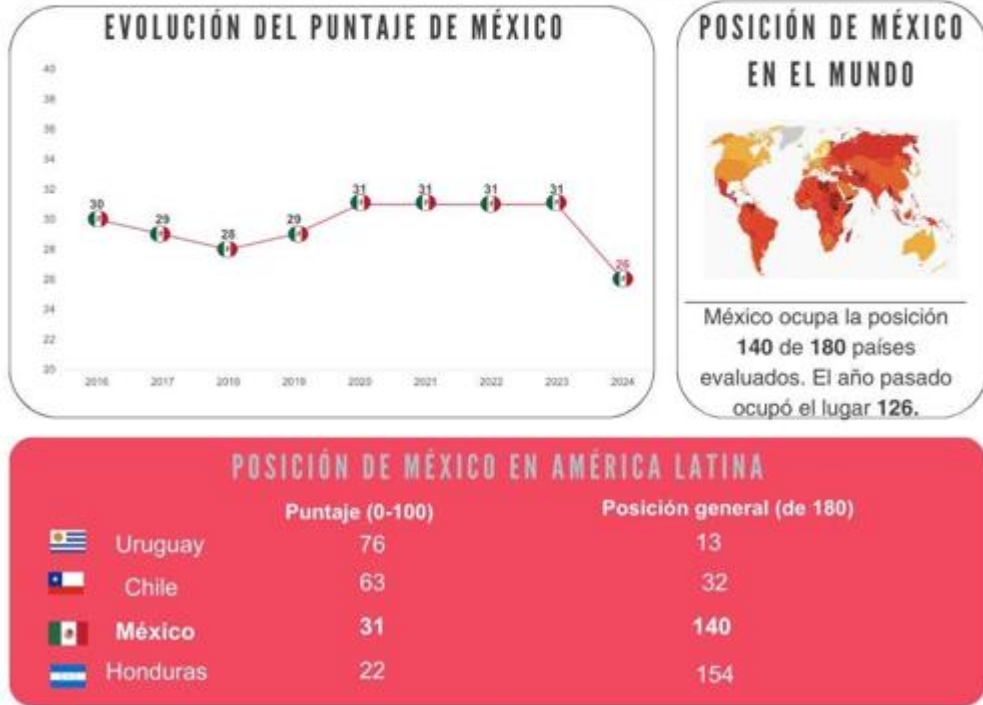 EVOLUCIÓN DEL PUNTAJE DE MÉXICO
40
38
36
34
32
30
28
26
24
22
20
30
29
28
29
31
31
31
31
26
2016 2017 2018 2019 2020 2021 2022 2023 2024
POSICIÓN DE MÉXICO
EN EL MUNDO
México ocupa la posición
140 de 180 países
evaluados. El año pasado
ocupó el lugar 126.
POSICIÓN DE MÉXICO EN AMÉRICA LATINA
Puntaje (0-100) Posición general (de 180)
Uruguay 76 13
Chile 63 32
México 31 140
Honduras 22 154